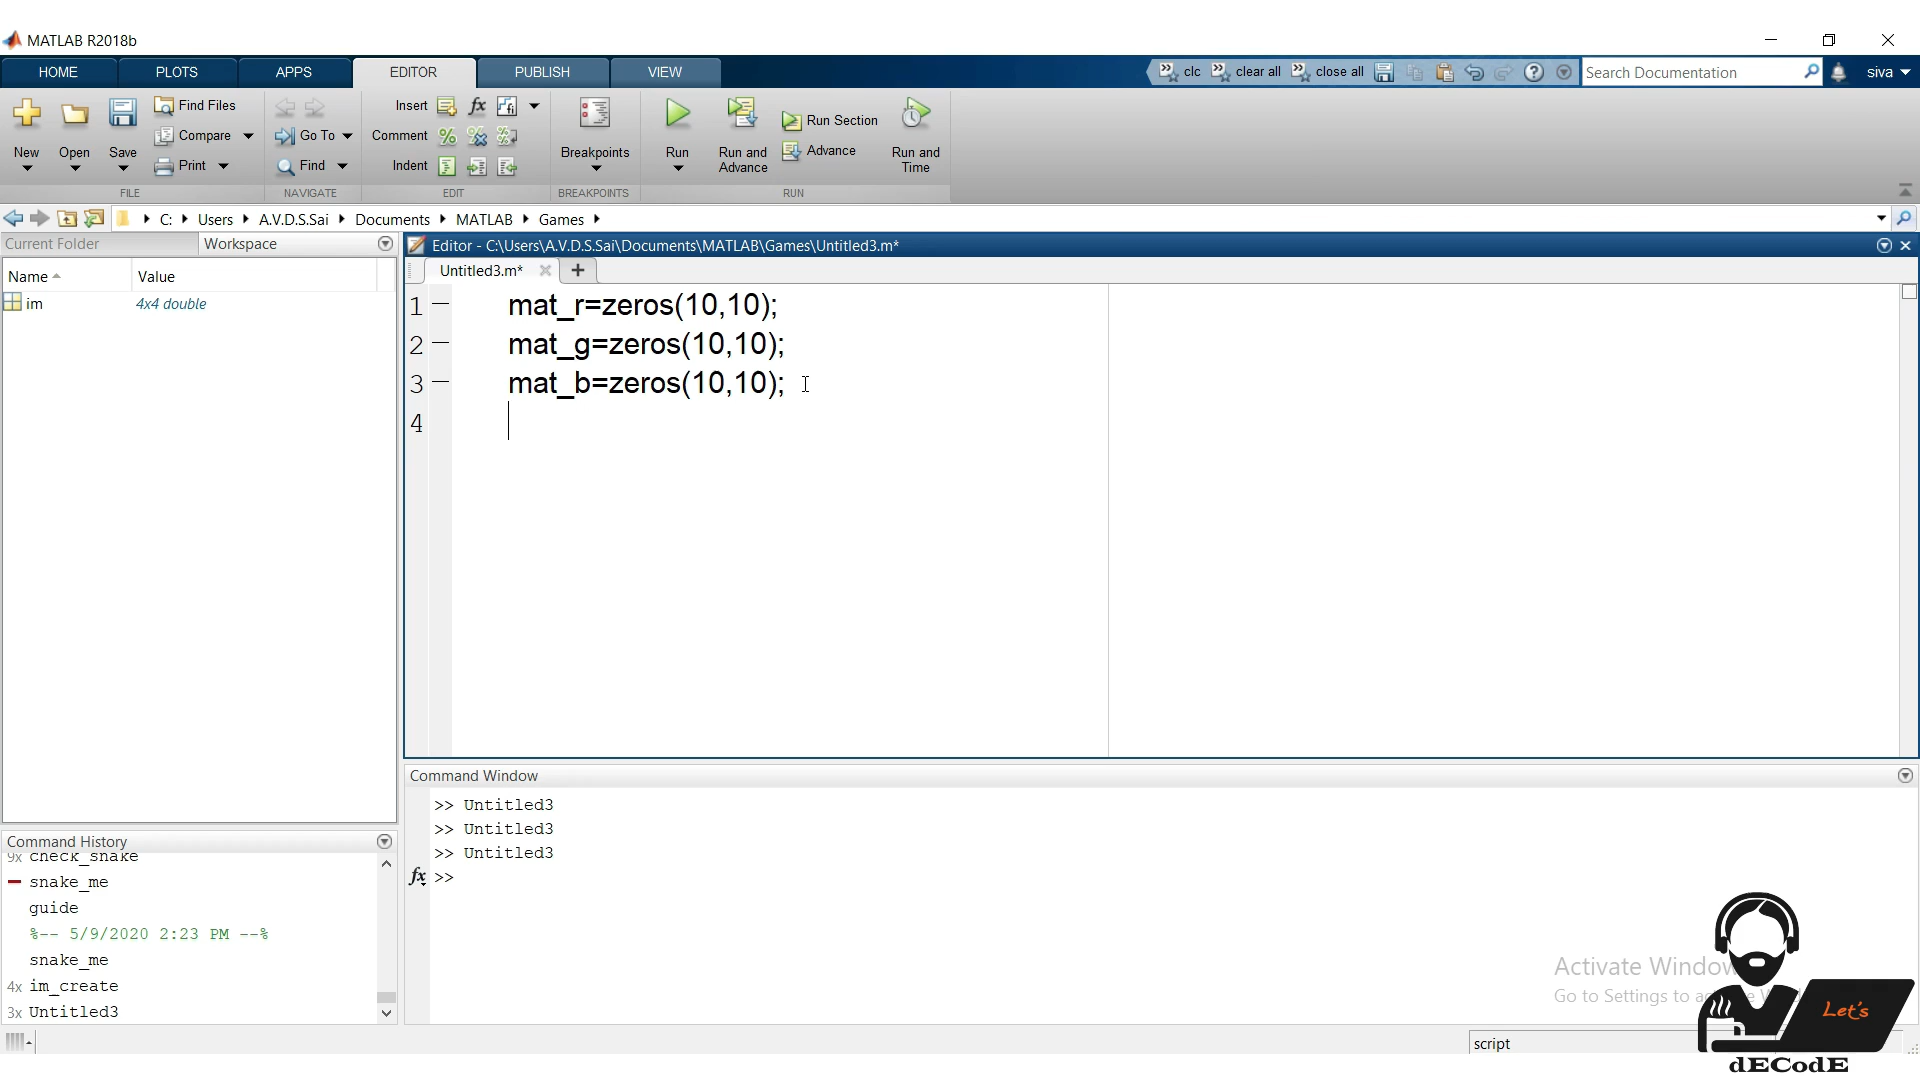 MATLAB R2018b
HOME PLOTS APPS EDITOR PUBLISH VIEW
clc clear all close all
Search Documentation
siva
New Open Save
Find Files
Compare
Print
FILE
Go To
Find
NAVIGATE
Insert
Comment
Indent
EDIT
Breakpoints
BREAKPOINTS
Run
Run and Advance
Run Section
Advance
Run and Time
RUN
C: Users A.V.D.S.Sai Documents MATLAB Games
Current Folder Workspace
Name Value
im 4x4 double
Editor - C:\Users\A.V.D.S.Sai\Documents\MATLAB\Games\Untitled3.m*
Untitled3.m*
1 mat_r=zeros(10,10);
2 mat_g=zeros(10,10);
3 mat_b=zeros(10,10);
4
Command Window
>> Untitled3
>> Untitled3
>> Untitled3
fx >>
Command History
9x check_snake
snake_me
guide
%-- 5/9/2020 2:23 PM --%
snake_me
4x im_create
3x Untitled3
Activate Window
Go to Settings to
script
Let's
dECodE